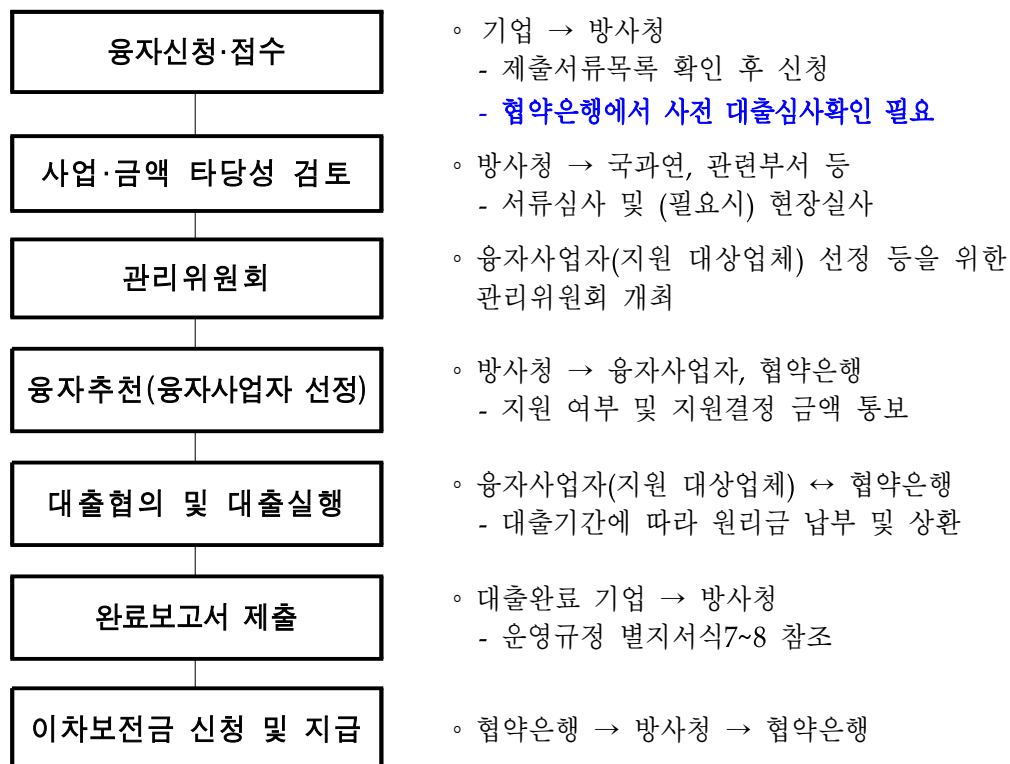 융자신청·접수
◦ 기업 → 방사청
- 제출서류목록 확인 후 신청
- 협약은행에서 사전 대출심사확인 필요
사업·금액 타당성 검토
◦ 방사청 → 국과연, 관련부서 등
- 서류심사 및 (필요시) 현장실사
관리위원회
◦ 융자사업자(지원 대상업체) 선정 등을 위한
관리위원회 개최
융자추천(융자사업자 선정)
◦ 방사청 → 융자사업자, 협약은행
- 지원 여부 및 지원결정 금액 통보
대출협의 및 대출실행
◦ 융자사업자(지원 대상업체) ↔ 협약은행
- 대출기간에 따라 원리금 납부 및 상환
완료보고서 제출
◦ 대출완료 기업 → 방사청
- 운영규정 별지서식7~8 참조
이차보전금 신청 및 지급
◦ 협약은행 → 방사청 → 협약은행